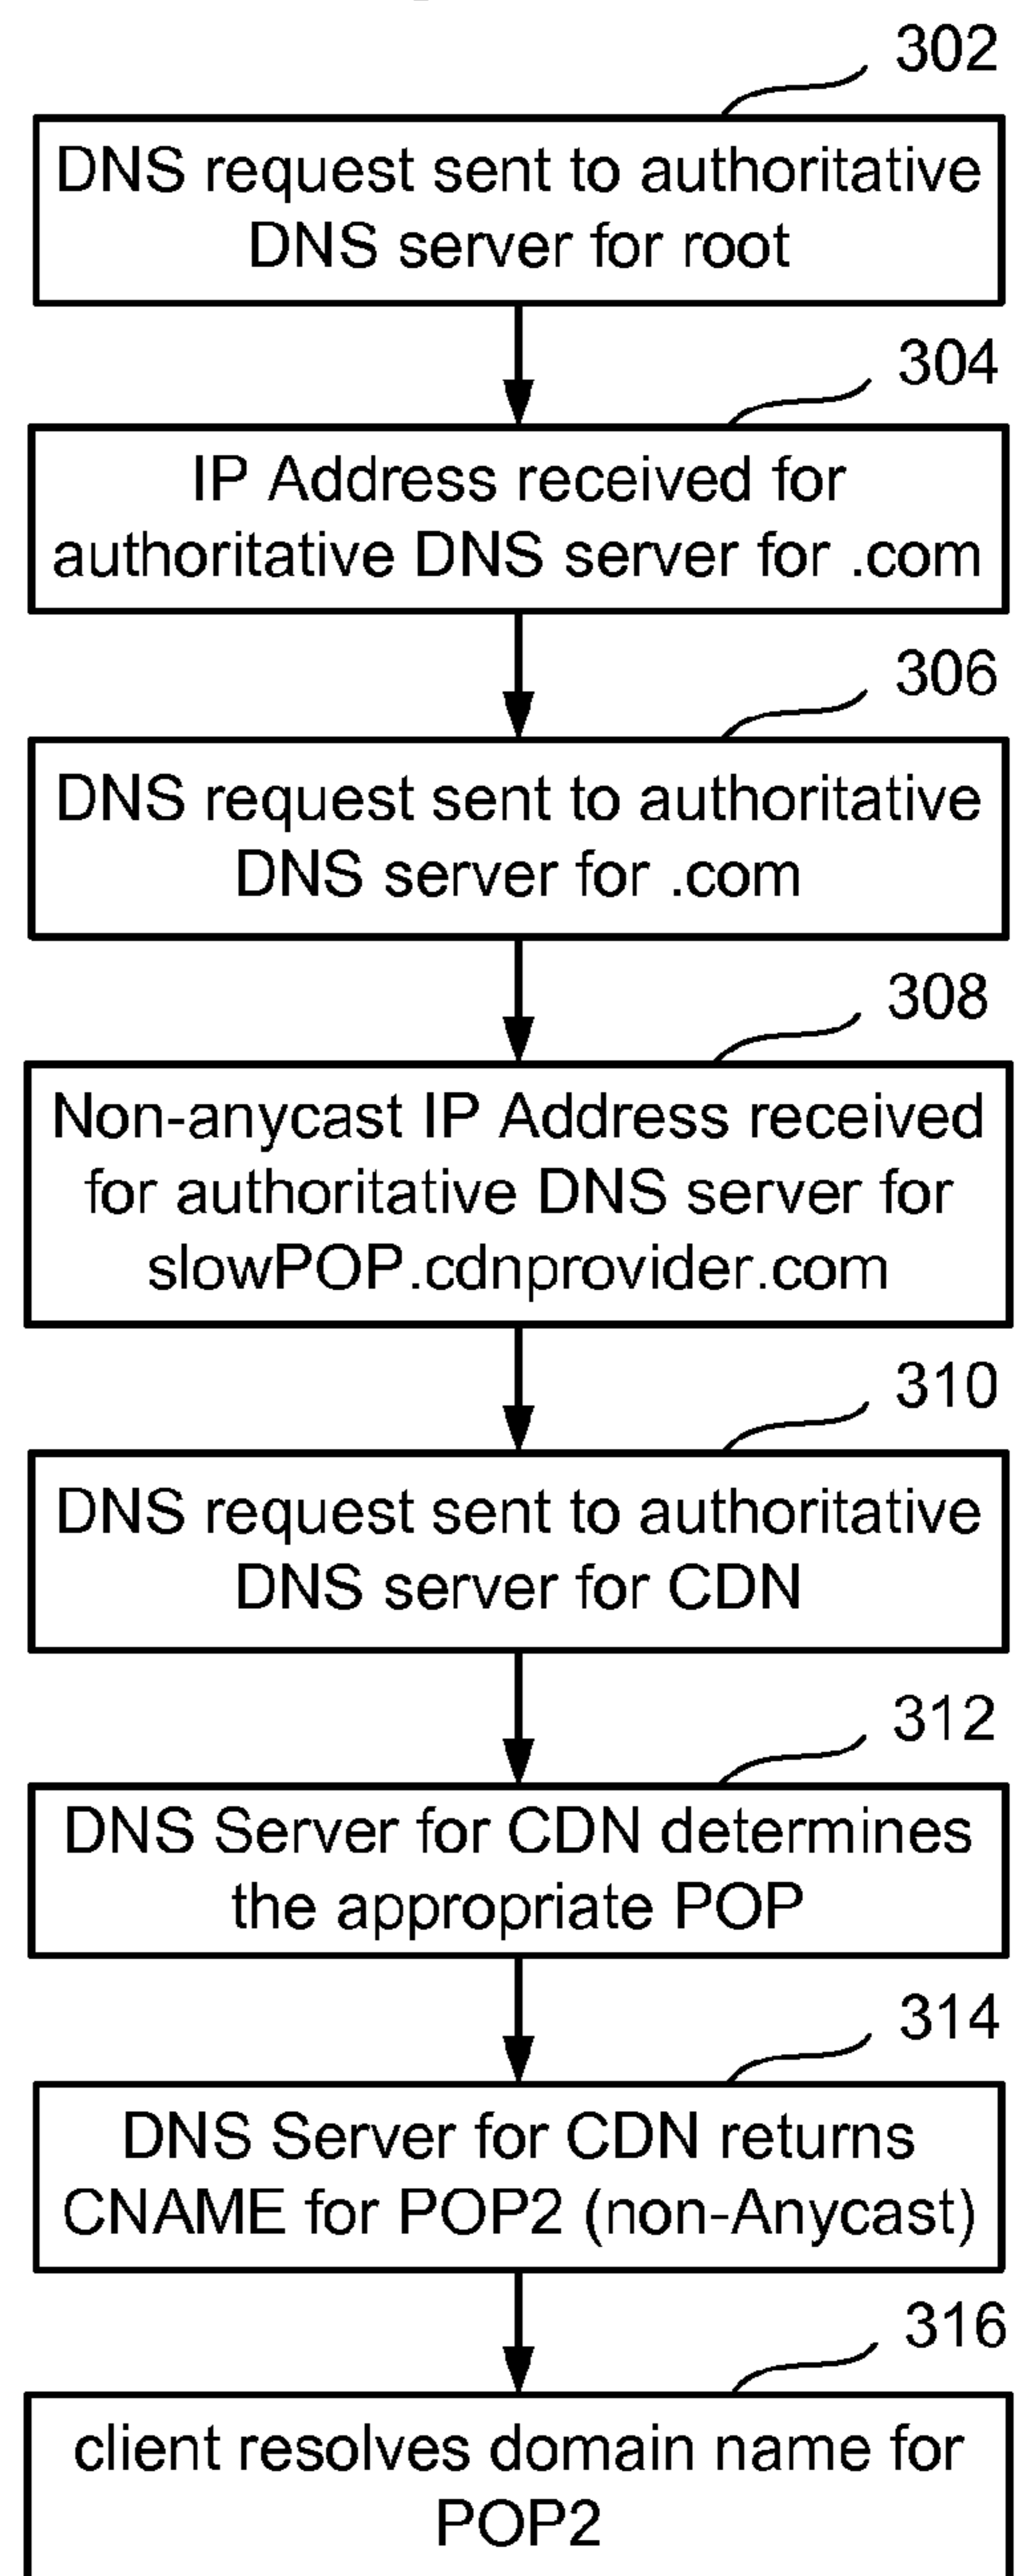 302
DNS request sent to authoritative
DNS server for root
304
IP Address received for
authoritative DNS server for .com
306
DNS request sent to authoritative
DNS server for .com
308
Non-anycast IP Address received
for authoritative DNS server for
slowPOP.cdnprovider.com
310
DNS request sent to authoritative
DNS server for CDN
312
DNS Server for CDN determines
the appropriate POP
314
DNS Server for CDN returns
CNAME for POP2 (non-Anycast)
316
client resolves domain name for
POP2